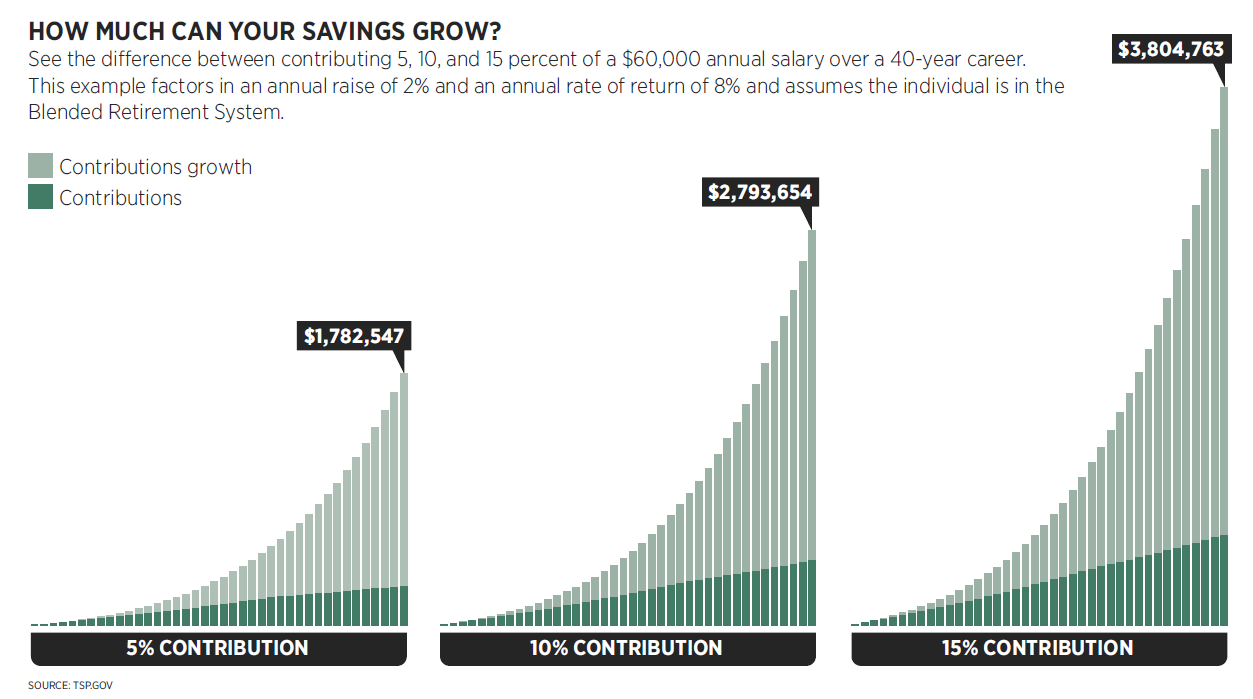 HOW MUCH CAN YOUR SAVINGS GROW?
See the difference between contributing 5, 10, and 15 percent of a $60,000 annual salary over a 40-year career.
This example factors in an annual raise of 2% and an annual rate of return of 8% and assumes the individual is in the
Blended Retirement System.
Contributions growth
Contributions
$1,782,547
$2,793,654
$3,804,763
5% CONTRIBUTION
10% CONTRIBUTION
15% CONTRIBUTION
SOURCE: TSP.GOV